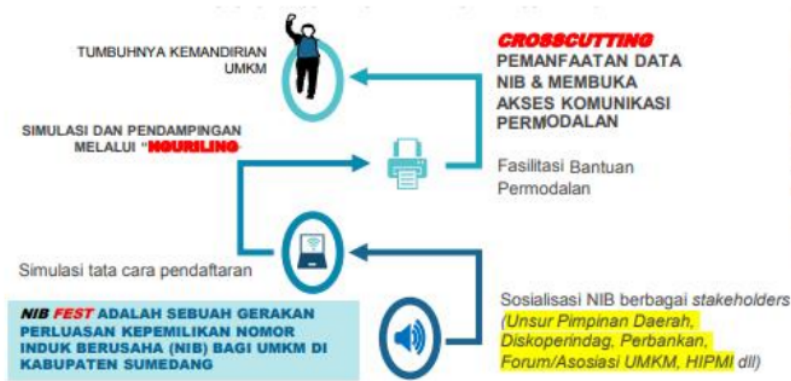 TUMBUHNYA KEMANDIRIAN
UMKM
CROSSCUTTING
PEMANFAATAN DATA
NIB & MEMBUKA
AKSES KOMUNIKASI
PERMODALAN
SIMULASI DAN PENDAMPINGAN
MELALUI "NGURILING
Fasilitasi Bantuan
Permodalan
Simulasi tata cara pendaftaran
NIB FEST ADALAH SEBUAH GERAKAN
PERLUASAN KEPEMILIKAN NOMOR
INDUK BERUSAHA (NIB) BAGI UMKM DI
KABUPATEN SUMEDANG
Sosialisasi NIB berbagai stakeholders
(Unsur Pimpinan Daerah,
Diskoperindag, Perbankan,
Forum/Asosiasi UMKM, HIPMI dll)